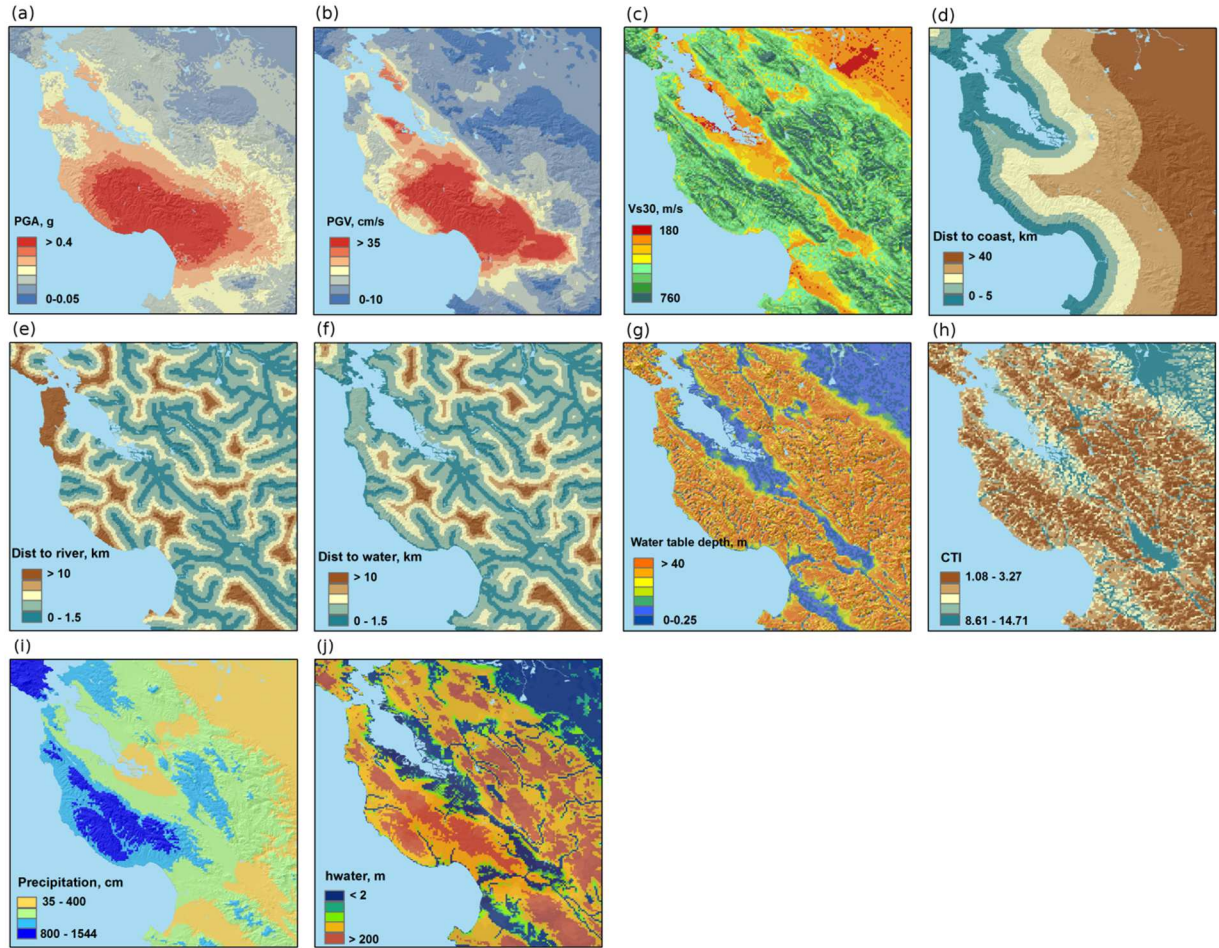 (a)
PGA, g
> 0.4
0-0.05
(b)
PGV, cm/s
> 35
0-10
(c)
Vs30, m/s
180
760
(d)
Dist to coast, km
> 40
0 - 5
(e)
Dist to river, km
> 10
0 - 1.5
(f)
Dist to water, km
> 10
0 - 1.5
(g)
Water table depth, m
> 40
0-0.25
(h)
CTI
1.08 - 3.27
8.61 - 14.71
(i)
Precipitation, cm
35 - 400
800 - 1544
(j)
hwater, m
< 2
> 200